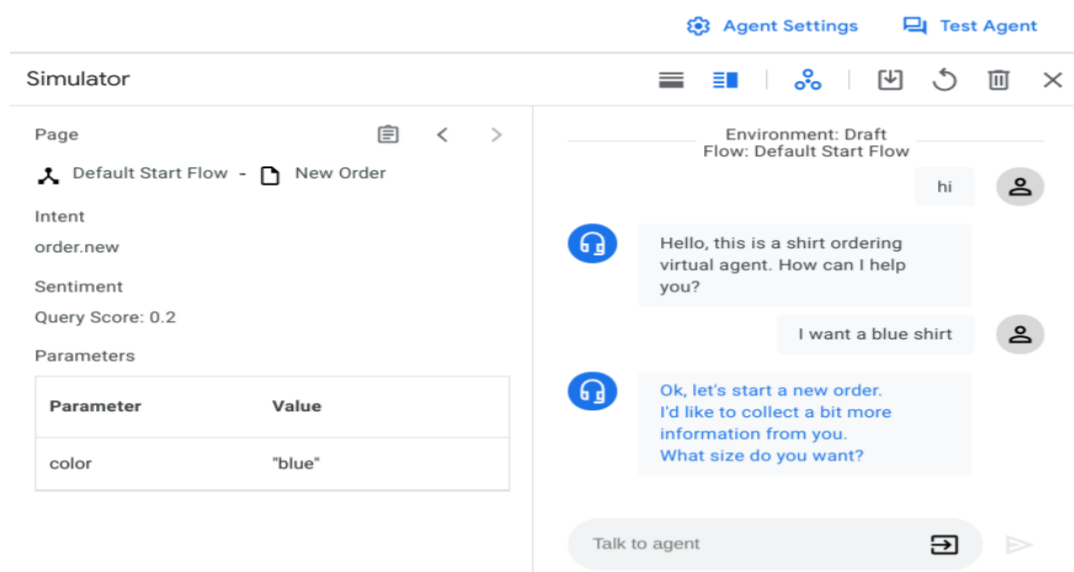 Agent Settings
Test Agent
Simulator
Page
Default Start Flow - New Order
Intent
order.new
Sentiment
Query Score: 0.2
Parameters
Parameter Value
color "blue"
Environment: Draft
Flow: Default Start Flow
hi
Hello, this is a shirt ordering
virtual agent. How can I help
you?
I want a blue shirt
Ok, let's start a new order.
I'd like to collect a bit more
information from you.
What size do you want?
Talk to agent